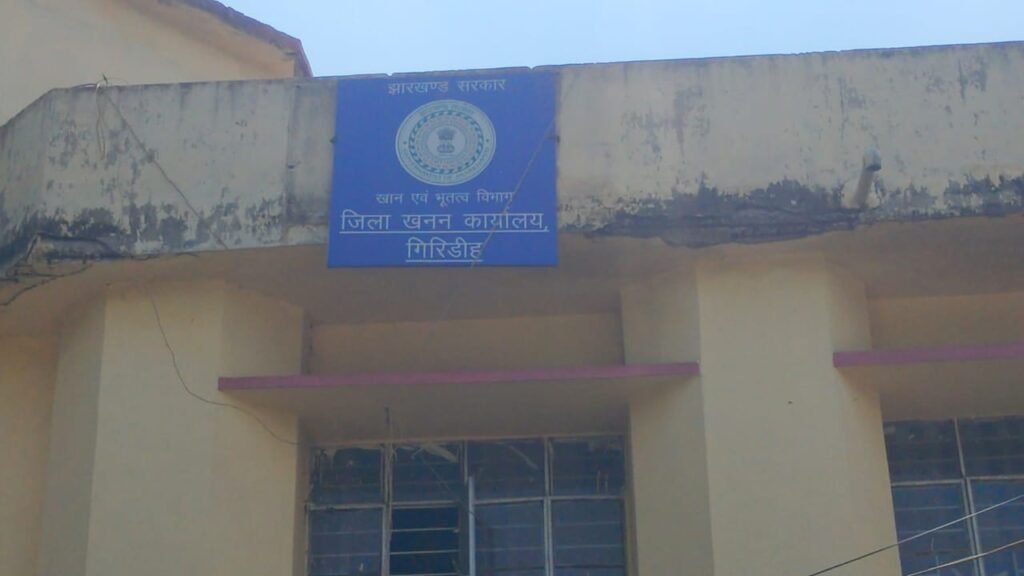 झारखण्ड सरकार
खान एवं भूतत्व विभाग
जिला खनन कार्यालय,
गिरिडीह